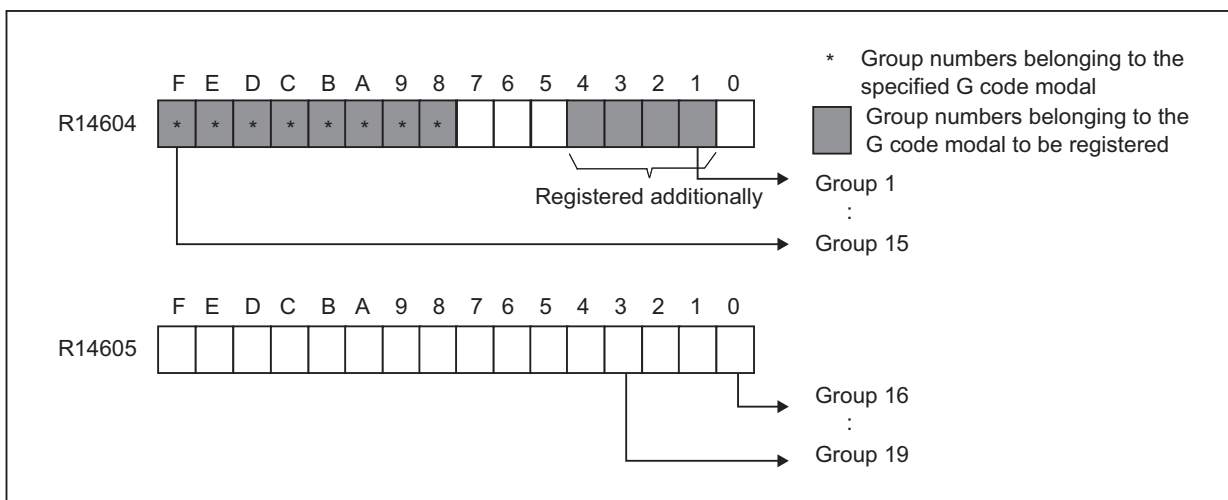 F E D C B A 9 8 7 6 5 4 3 2 1 0
R14604
* * * * * * * *
* Group numbers belonging to the
specified G code modal
Group numbers belonging to the
G code modal to be registered
Registered additionally
Group 1
:
Group 15
F E D C B A 9 8 7 6 5 4 3 2 1 0
R14605
Group 16
:
Group 19